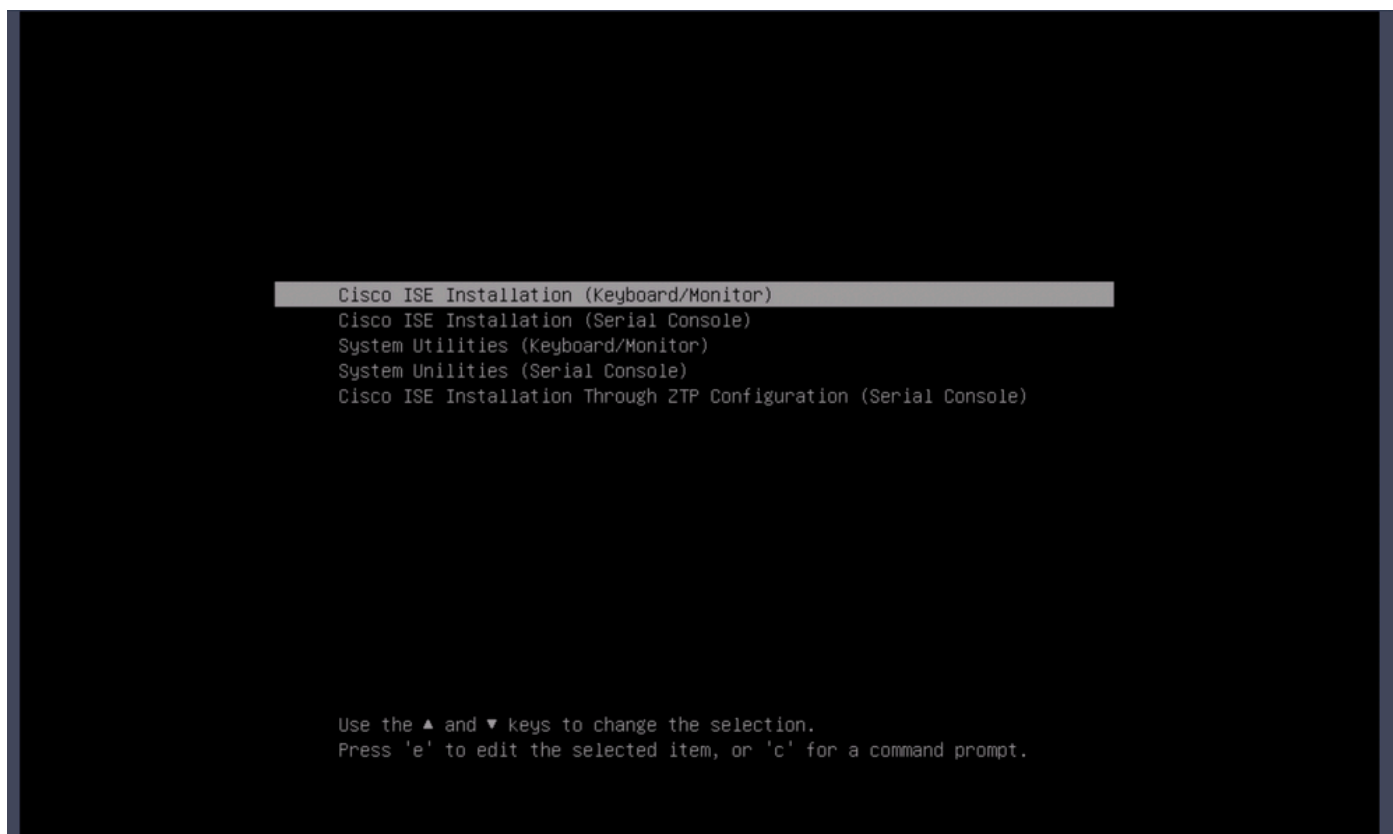 Cisco ISE Installation (Keyboard/Monitor)
Cisco ISE Installation (Serial Console)
System Utilities (Keyboard/Monitor)
System Unilities (Serial Console)
Cisco ISE Installation Through ZTP Configuration (Serial Console)
Use the ▲ and ▼ keys to change the selection.
Press 'e' to edit the selected item, or 'c' for a command prompt.